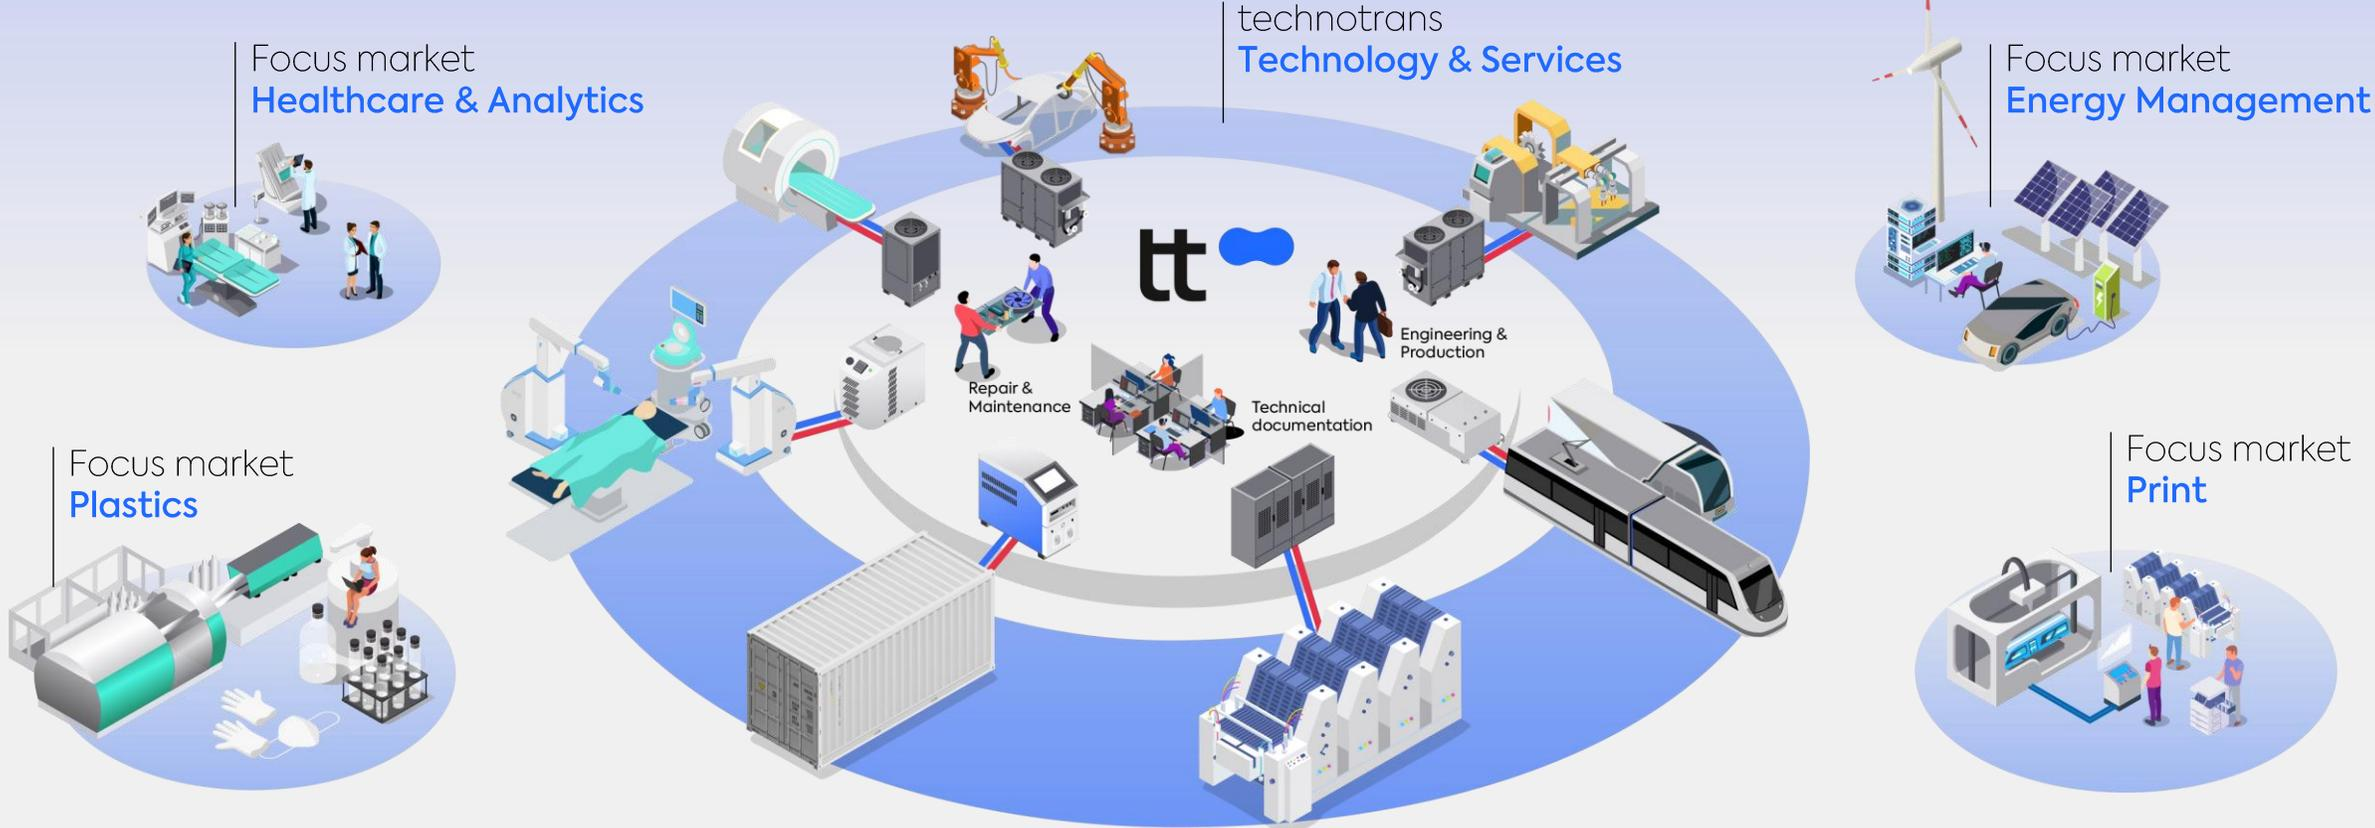 Focus market
Healthcare & Analytics
technotrans
Technology & Services
Focus market
Energy Management
tt
Engineering &
Production
Repair &
Maintenance
Technical
documentation
Focus market
Plastics
Focus market
Print